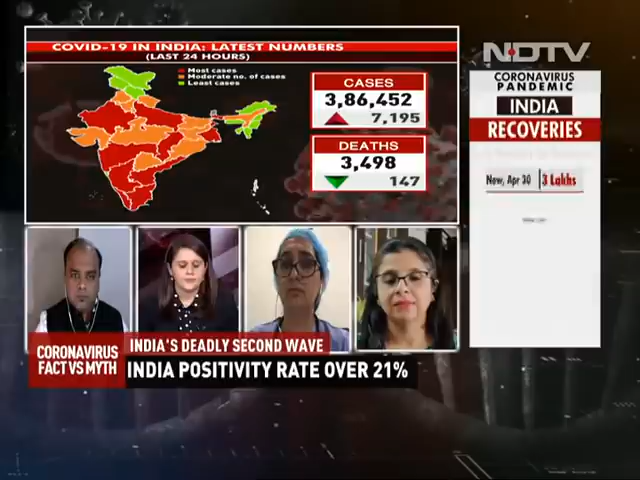 COVID-19 IN INDIA: LATEST NUMBERS
(LAST 24 HOURS)
Most cases
Moderate no. of cases
Least cases
CASES
3,86,452
7,195
DEATHS
3,498
147
NDTV
CORONAVIRUS
PANDEMIC
INDIA
RECOVERIES
New, Apr 30 3 Lakhs
CORONAVIRUS
FACT VS MYTH
INDIA'S DEADLY SECOND WAVE
INDIA POSITIVITY RATE OVER 21%